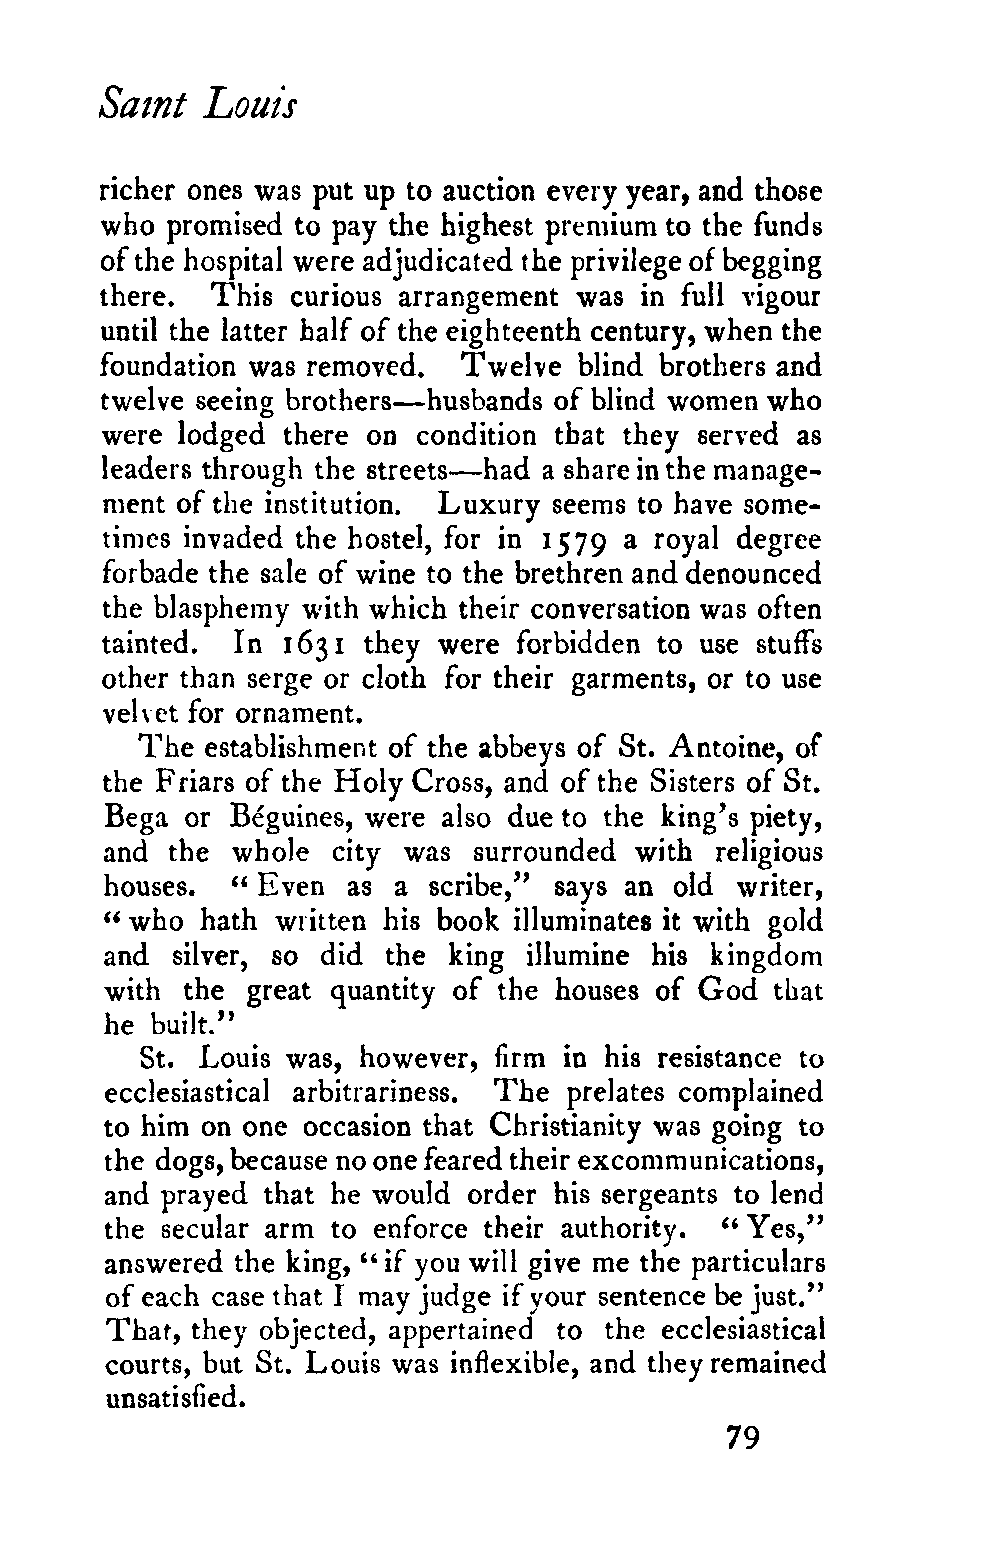 Saint Louis
richer ones was put up to auction every year, and those
who promised to pay the highest premium to the funds
of the hospital were adjudicated the privilege of begging
there. This curious arrangement was in full vigour
until the latter half of the eighteenth century, when the
foundation was removed. Twelve blind brothers and
twelve seeing brothers—husbands of blind women who
were lodged there on condition that they served as
leaders through the streets—had a share in the manage-
ment of the institution. Luxury seems to have some-
times invaded the hostel, for in 1579 a royal degree
forbade the sale of wine to the brethren and denounced
the blasphemy with which their conversation was often
tainted. In 1631 they were forbidden to use stuffs
other than serge or cloth for their garments, or to use
velvet for ornament.
The establishment of the abbeys of St. Antoine, of
the Friars of the Holy Cross, and of the Sisters of St.
Bega or Béguines, were also due to the king's piety,
and the whole city was surrounded with religious
houses. "Even as a scribe," says an old writer,
"who hath written his book illuminates it with gold
and silver, so did the king illumine his kingdom
with the great quantity of the houses of God that
he built."
St. Louis was, however, firm in his resistance to
ecclesiastical arbitrariness. The prelates complained
to him on one occasion that Christianity was going to
the dogs, because no one feared their excommunications,
and prayed that he would order his sergeants to lend
the secular arm to enforce their authority. "Yes,"
answered the king, "if you will give me the particulars
of each case that I may judge if your sentence be just."
That, they objected, appertained to the ecclesiastical
courts, but St. Louis was inflexible, and they remained
unsatisfied.
79